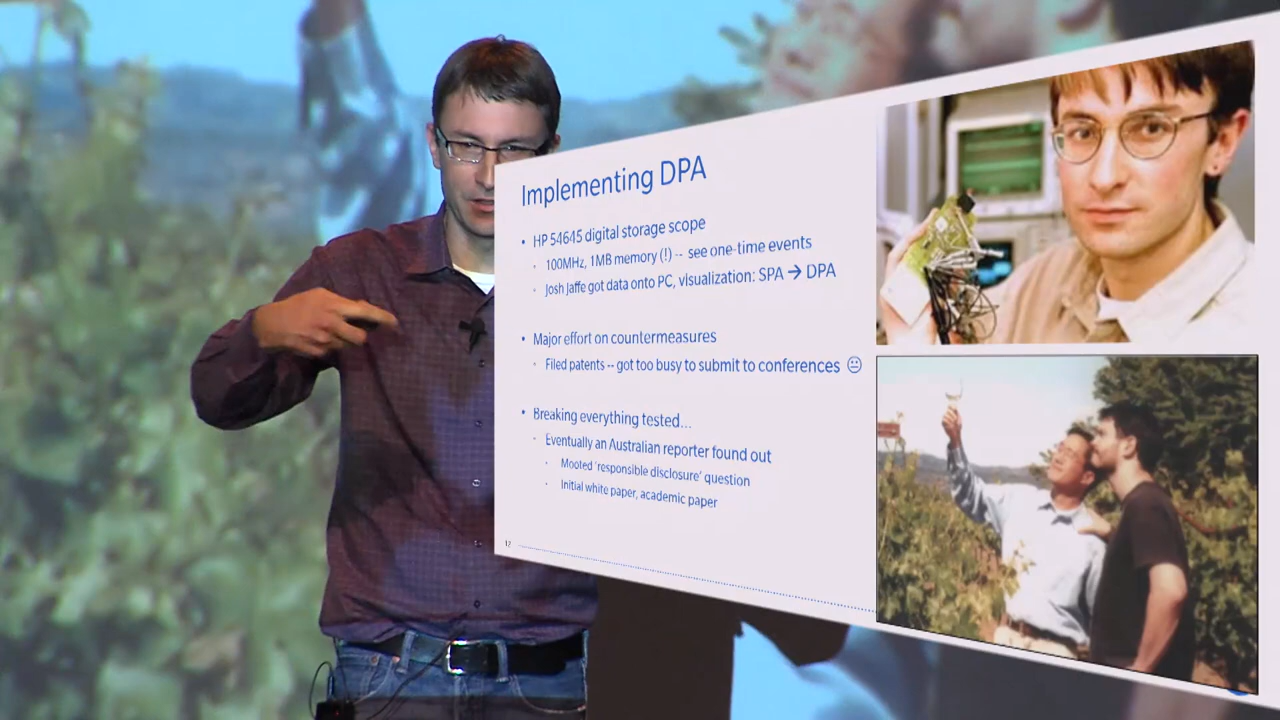 Implementing DPA
• HP 54645 digital storage scope
• 100MHz, 1MB memory (!) -- see one-time events
• Josh Jaffe got data onto PC, visualization: SPA → DPA
• Major effort on countermeasures
• Filed patents -- got too busy to submit to conferences 😐
• Breaking everything tested...
• Eventually an Australian reporter found out
• Mooted 'responsible disclosure' question
• Initial white paper, academic paper
12